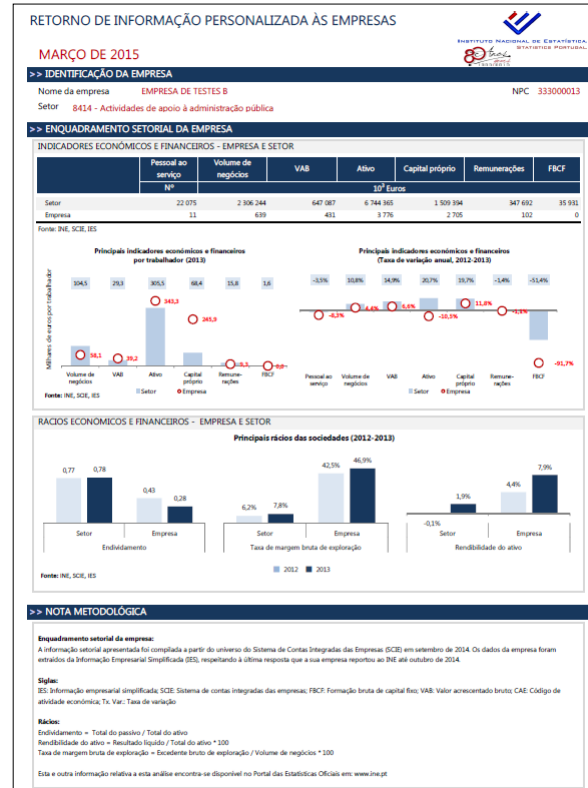 RETORNO DE INFORMAÇÃO PERSONALIZADA ÀS EMPRESAS
INSTITUTO NACIONAL DE ESTATÍSTICA
STATISTICS PORTUGAL
MARÇO DE 2015
80 anos
>> IDENTIFICAÇÃO DA EMPRESA
Nome da empresa EMPRESA DE TESTES B NPC 333000013
Setor 8414 - Actividades de apoio à administração pública
>> ENQUADRAMENTO SETORIAL DA EMPRESA
INDICADORES ECONÓMICOS E FINANCEIROS - EMPRESA E SETOR
Pessoal ao serviço Volume de negócios VAB Ativo Capital próprio Remunerações FBCF
Nº 10³ Euros
Setor 22 075 2 306 244 647 087 6 744 365 1 509 394 347 692 35 931
Empresa 11 639 431 3 776 2 705 102 0
Fonte: INE, SCIE, IES
Principais indicadores económicos e financeiros
por trabalhador (2013)
Milhares de euros por trabalhador
104,5 29,3 305,5 68,4 15,8 1,6
58,1 39,2 343,3 245,9 9,3 0,0
Volume de negócios VAB Ativo Capital próprio Remune-rações FBCF
Setor Empresa
Fonte: INE, SCIE, IES
Principais indicadores económicos e financeiros
(Taxa de variação anual, 2012-2013)
-3,5% 10,8% 14,9% 20,7% 19,7% -1,4% -51,4%
-8,2% 4,6% 6,6% -10,5% 11,8% -91,7%
Pessoal ao serviço Volume de negócios VAB Ativo Capital próprio Remune-rações FBCF
Setor Empresa
RÁCIOS ECONÓMICOS E FINANCEIROS - EMPRESA E SETOR
Principais rácios das sociedades (2012-2013)
0,77 0,78 0,43 0,28
Setor Empresa
Endividamento
6,2% 7,8% 42,5% 46,9%
Setor Empresa
Taxa de margem bruta de exploração
-0,1% 1,9% 4,4% 7,9%
Setor Empresa
Rendibilidade do ativo
2012 2013
Fonte: INE, SCIE, IES
>> NOTA METODOLÓGICA
Enquadramento setorial da empresa:
A informação setorial apresentada foi compilada a partir do universo do Sistema de Contas Integradas das Empresas (SCIE) em setembro de 2014. Os dados da empresa foram
extraídos da Informação Empresarial Simplificada (IES), respeitando à última resposta que a sua empresa reportou ao INE até outubro de 2014.
Siglas:
IES: Informação empresarial simplificada; SCIE: Sistema de contas integradas das empresas; FBCF: Formação bruta de capital fixo; VAB: Valor acrescentado bruto; CAE: Código de
atividade económica; Tx. Var.: Taxa de variação
Rácios:
Endividamento = Total do passivo / Total do ativo
Rendibilidade do ativo = Resultado líquido / Total do ativo * 100
Taxa de margem bruta de exploração = Excedente bruto de exploração / Volume de negócios * 100
Esta e outra informação relativa a esta análise encontra-se disponível no Portal das Estatísticas Oficiais em: www.ine.pt